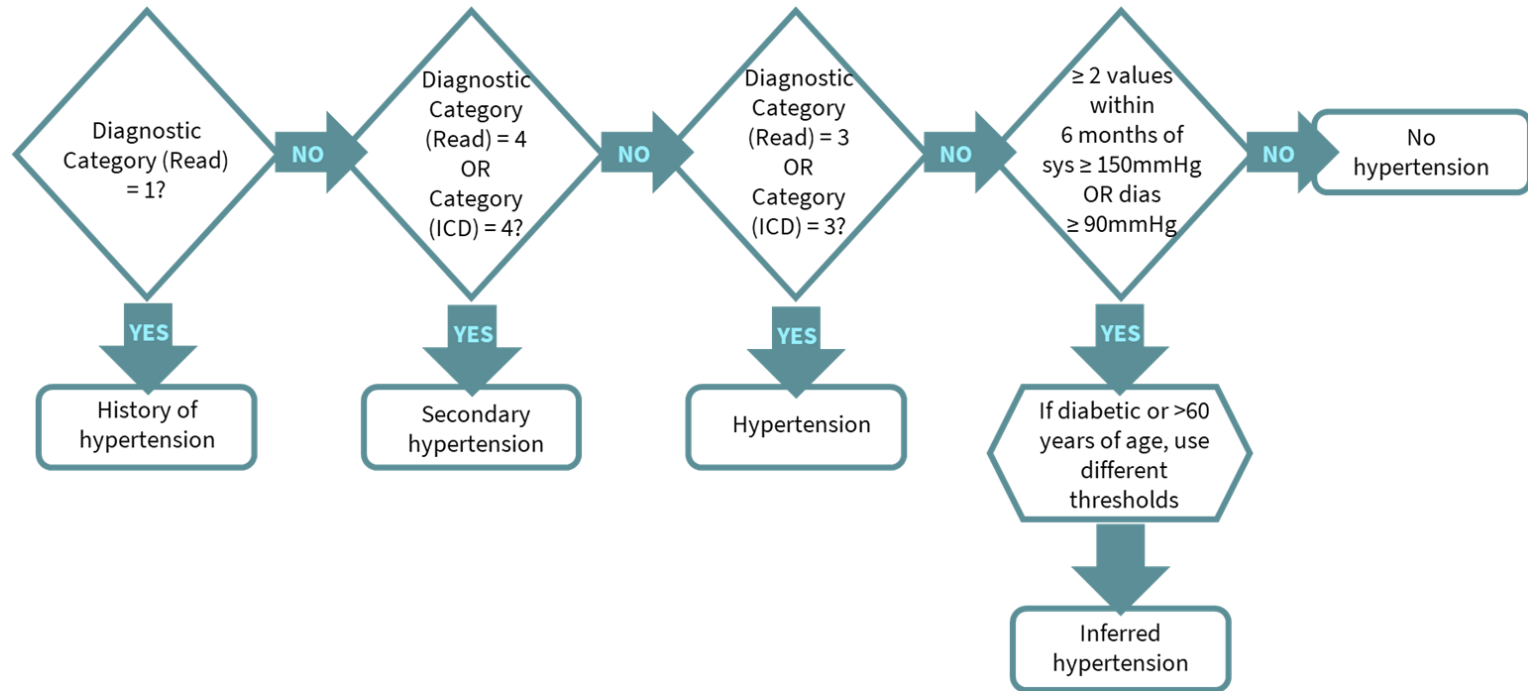 Diagnostic
Category (Read)
= 1?
NO
Diagnostic
Category
(Read) = 4
OR
Category
(ICD) = 4?
NO
Diagnostic
Category
(Read) = 3
OR
Category
(ICD) = 3?
NO
≥ 2 values
within
6 months of
sys ≥ 150mmHg
OR dias
≥ 90mmHg
NO
No
hypertension
YES
History of
hypertension
YES
Secondary
hypertension
YES
Hypertension
YES
If diabetic or >60
years of age, use
different
thresholds
Inferred
hypertension